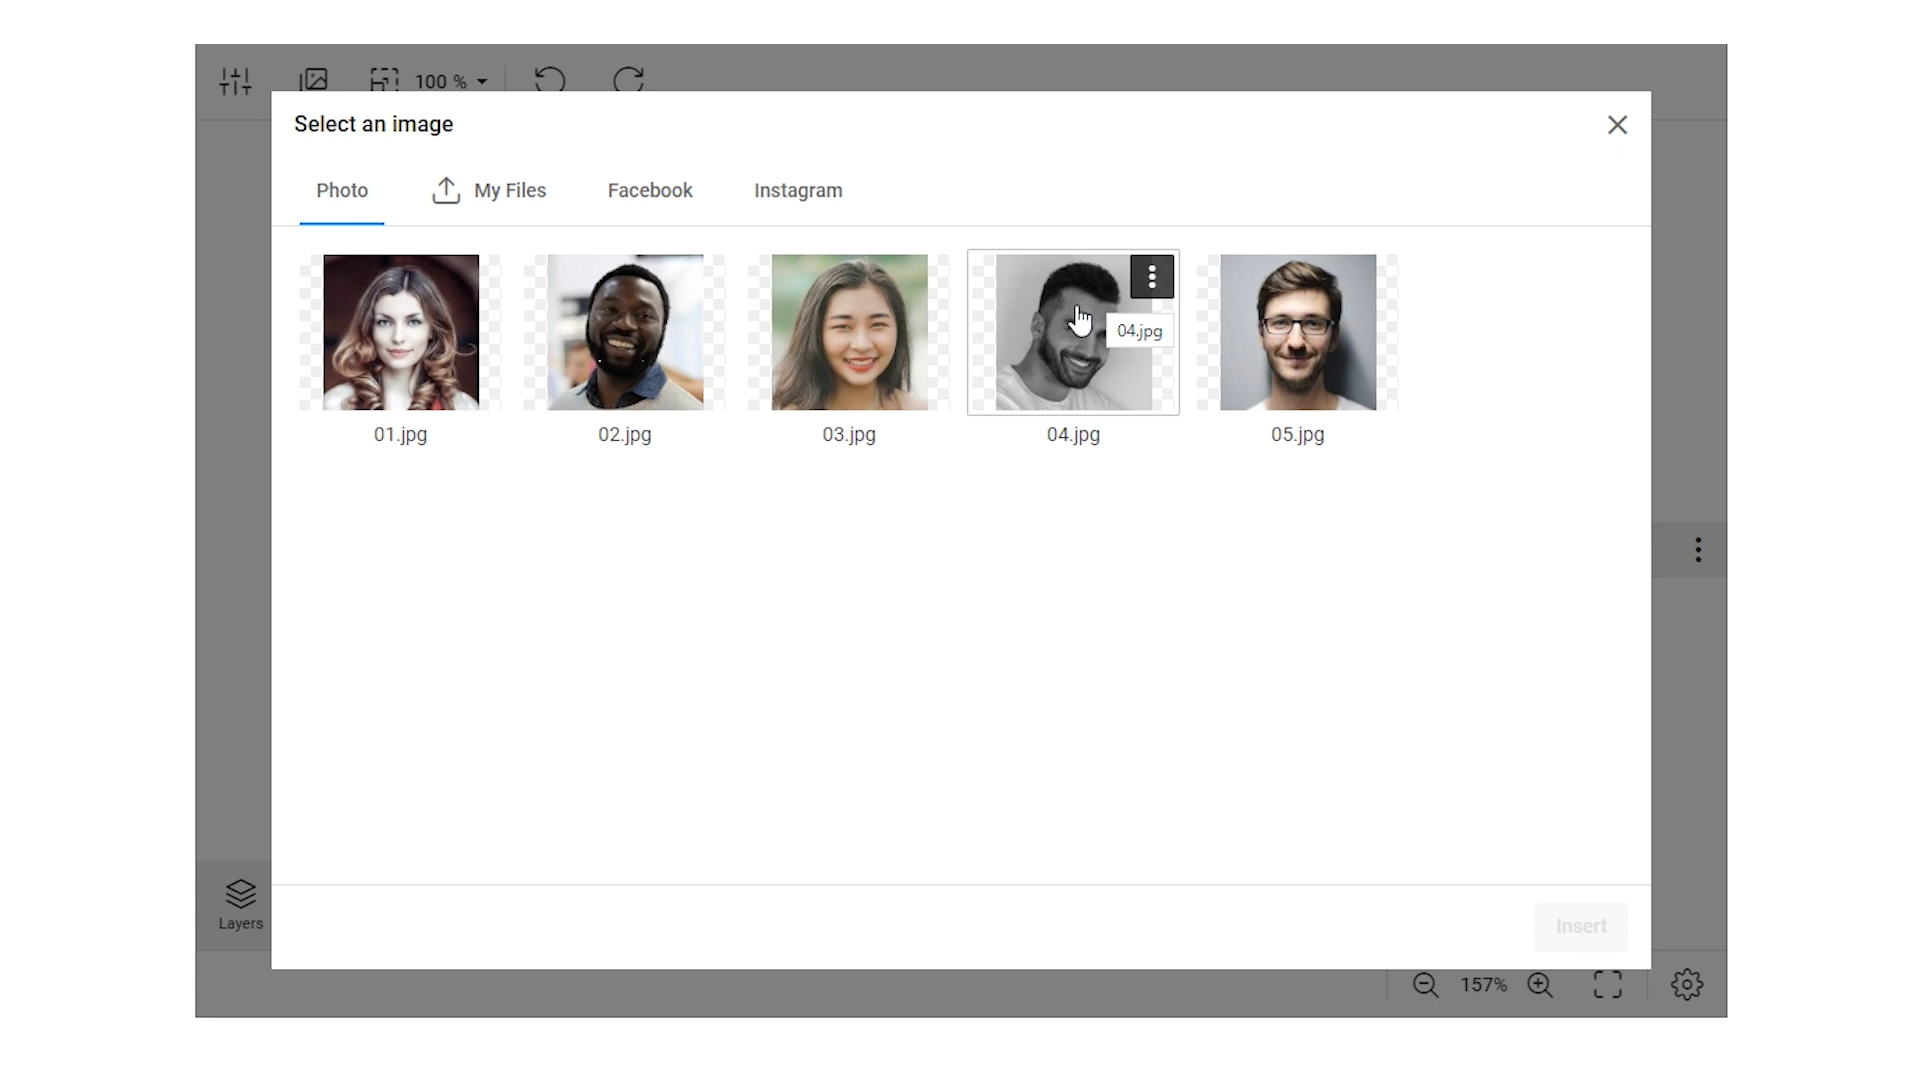 100 %
Select an image
Photo My Files Facebook Instagram
04.jpg
01.jpg 02.jpg 03.jpg 04.jpg 05.jpg
Layers
Insert
157%